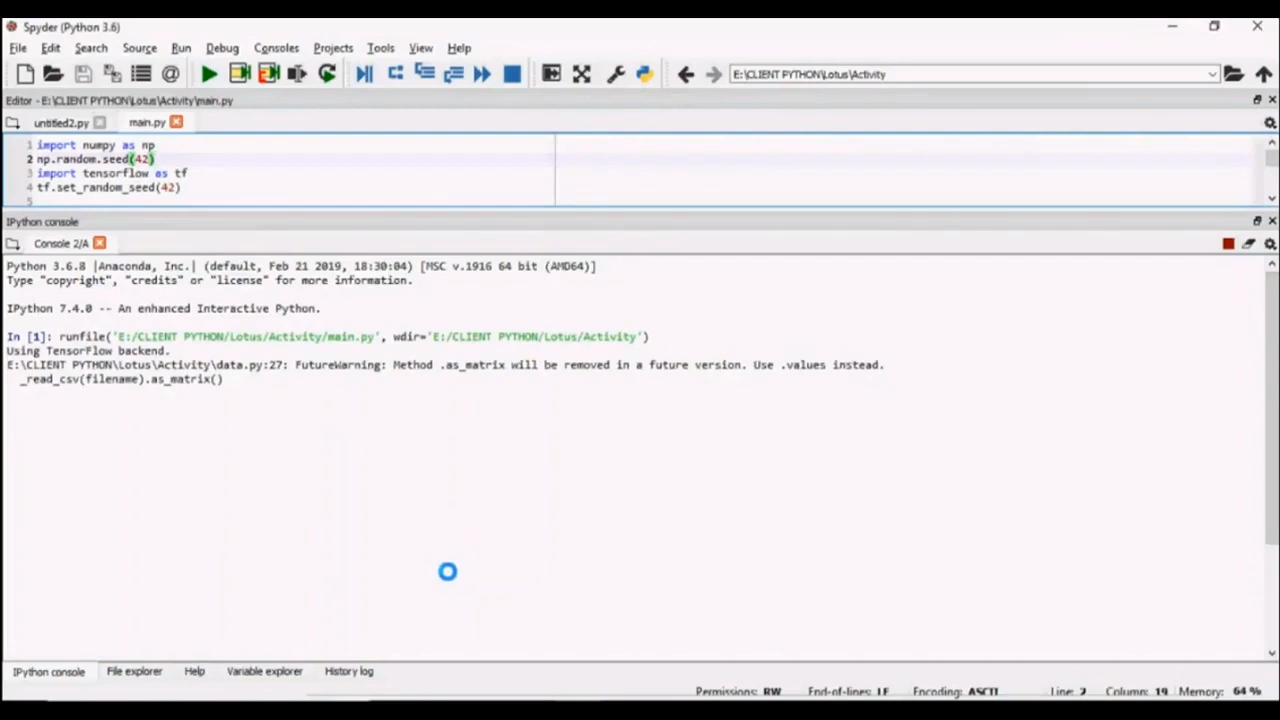 Spyder (Python 3.6)
File Edit Search Source Run Debug Consoles Projects Tools View Help
E:\CLIENT PYTHON\Lotus\Activity
Editor - E:\CLIENT PYTHON\Lotus\Activity\main.py
untitled2.py main.py
1 import numpy as np
2 np.random.seed(42)
3 import tensorflow as tf
4 tf.set_random_seed(42)
5
IPython console
Console 2/A
Python 3.6.8 |Anaconda, Inc.| (default, Feb 21 2019, 18:30:04) [MSC v.1916 64 bit (AMD64)]
Type "copyright", "credits" or "license" for more information.
IPython 7.4.0 -- An enhanced Interactive Python.
In [1]: runfile('E:/CLIENT PYTHON/Lotus/Activity/main.py', wdir='E:/CLIENT PYTHON/Lotus/Activity')
Using TensorFlow backend.
E:\CLIENT PYTHON\Lotus\Activity\data.py:27: FutureWarning: Method .as_matrix will be removed in a future version. Use .values instead.
_read_csv(filename).as_matrix()
IPython console File explorer Help Variable explorer History log
Permissions: RW End-of-lines: LF Encoding: ASCII Line: 2 Column: 19 Memory: 64 %